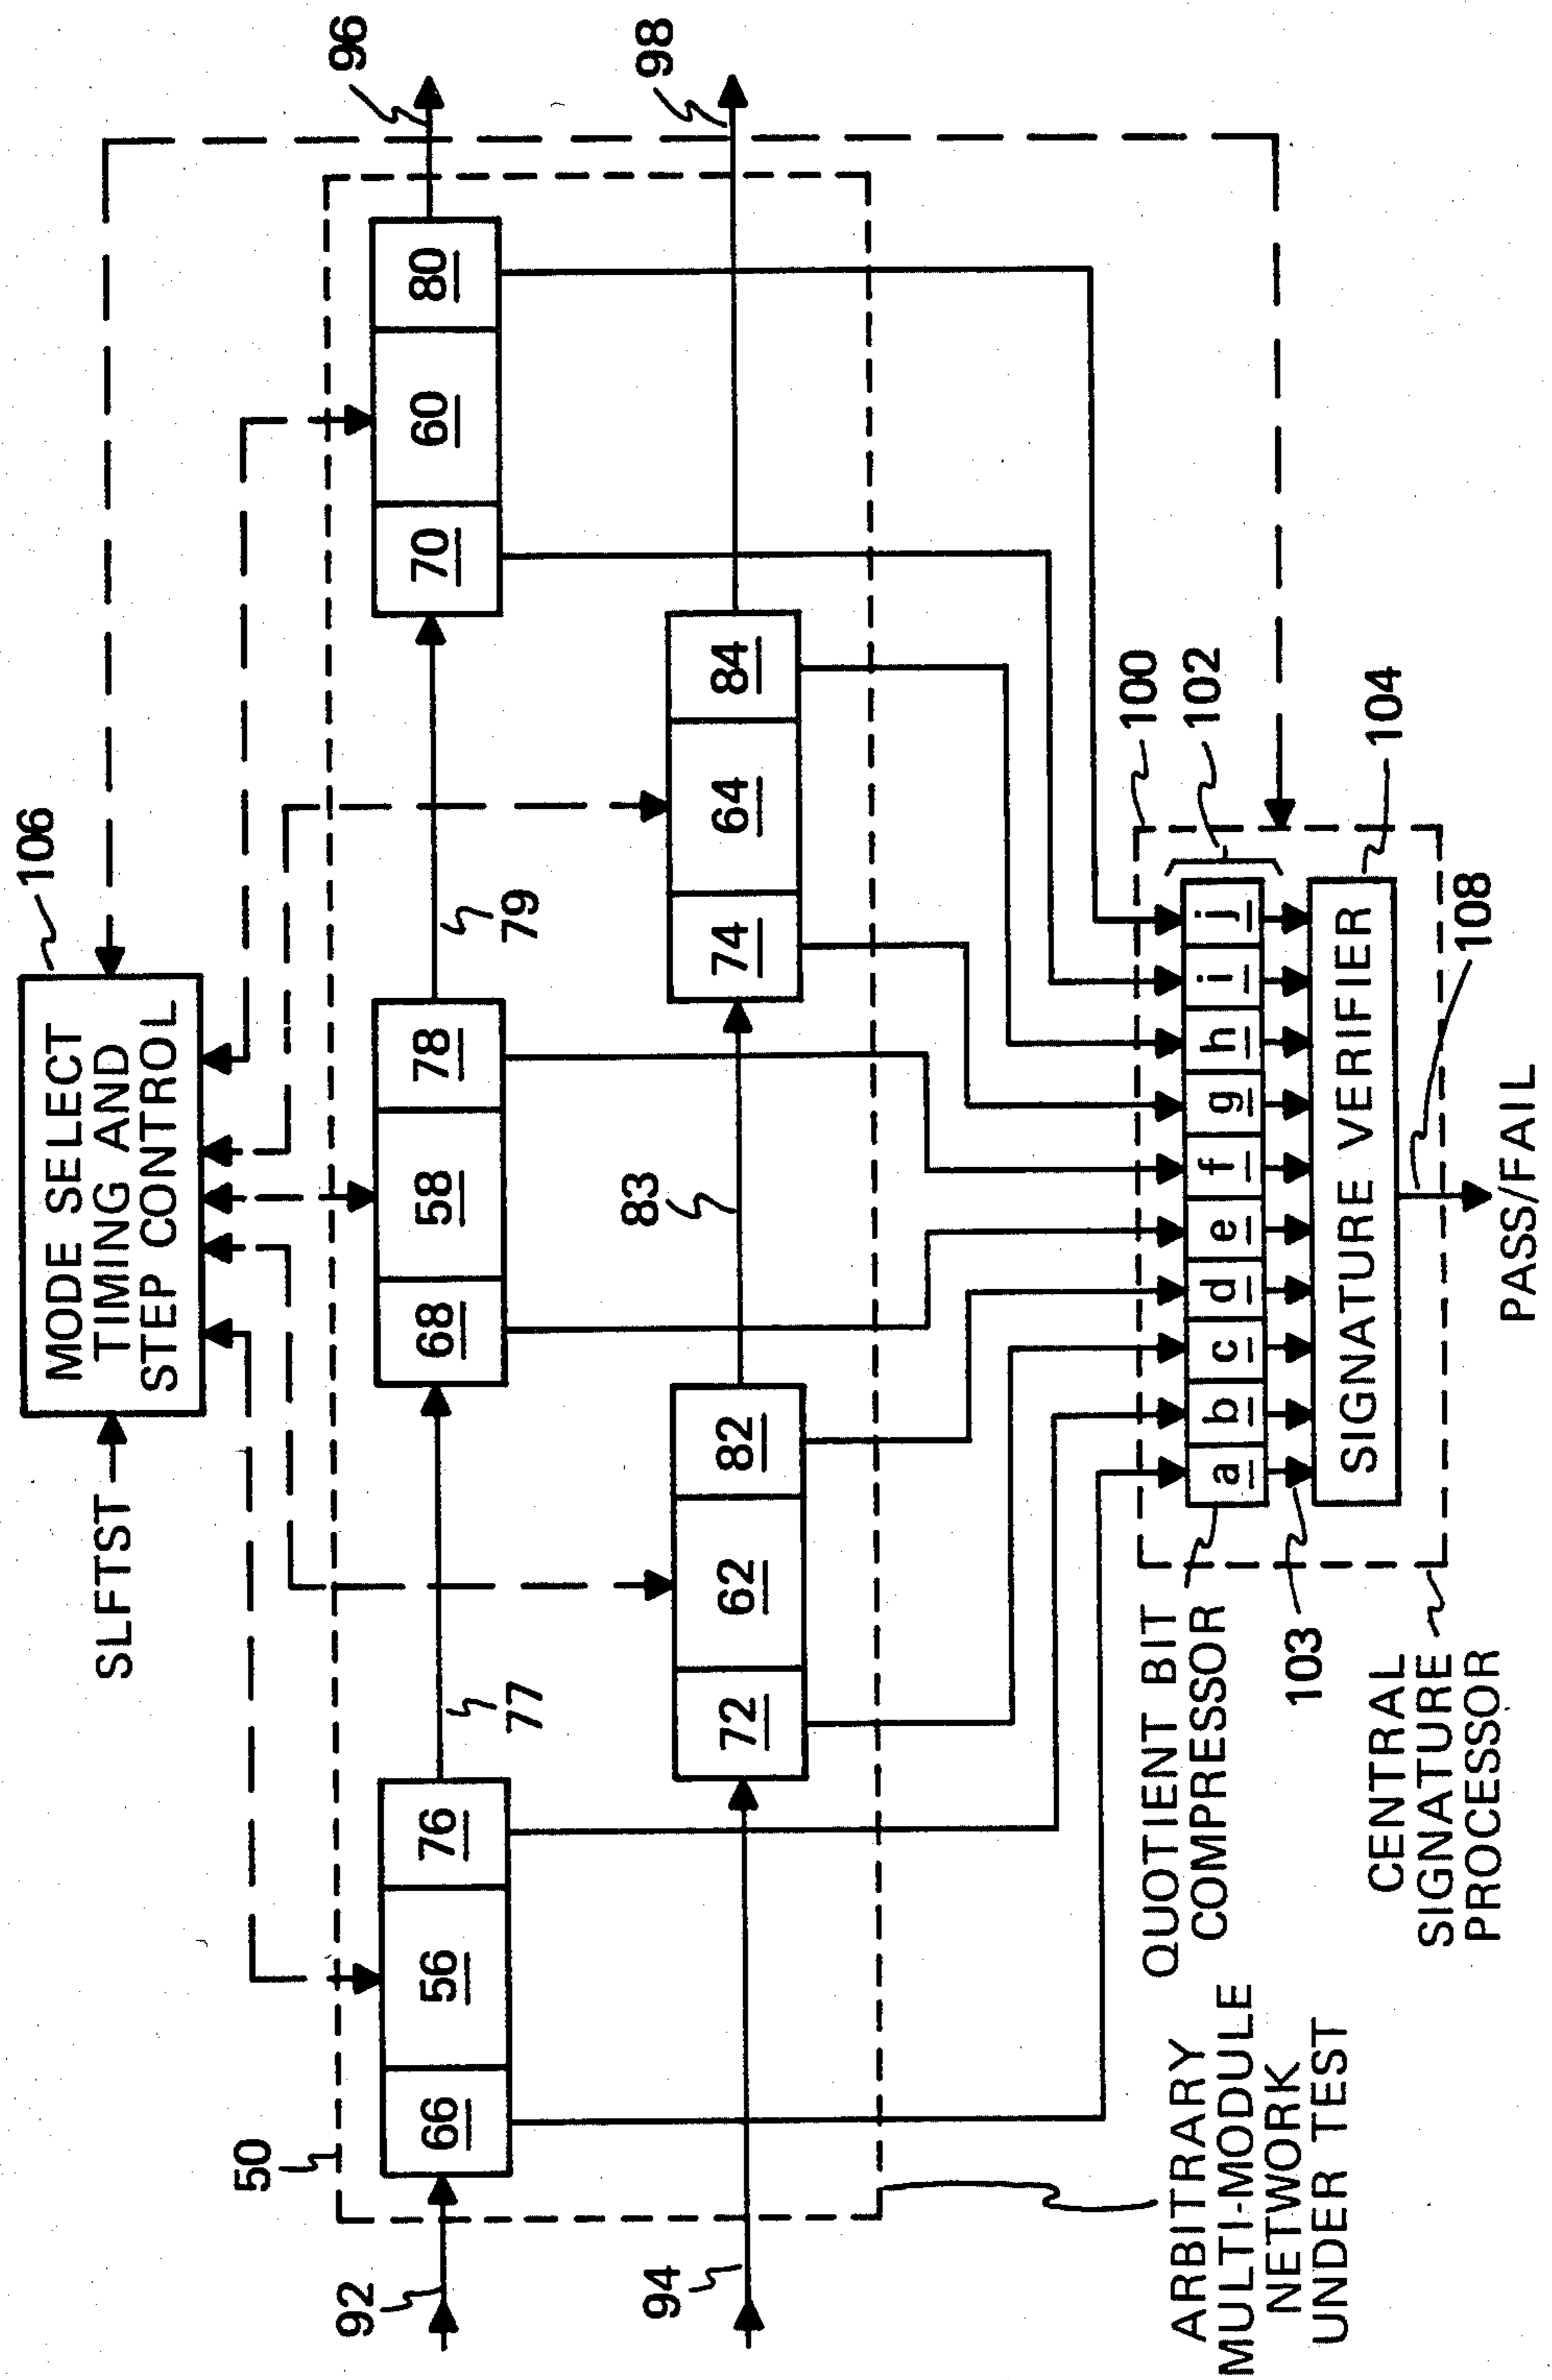 106
MODE SELECT
TIMING AND
STEP CONTROL
SLFTST
50
92
66
56
76
77
68
58
78
79
70
60
80
96
94
72
62
82
83
74
64
84
98
100
102
QUOTIENT BIT
COMPRESSOR
a b c d e f g h i j
103
SIGNATURE VERIFIER
104
108
PASS/FAIL
CENTRAL
SIGNATURE
PROCESSOR
ARBITRARY
MULTI-MODULE
NETWORK
UNDER TEST